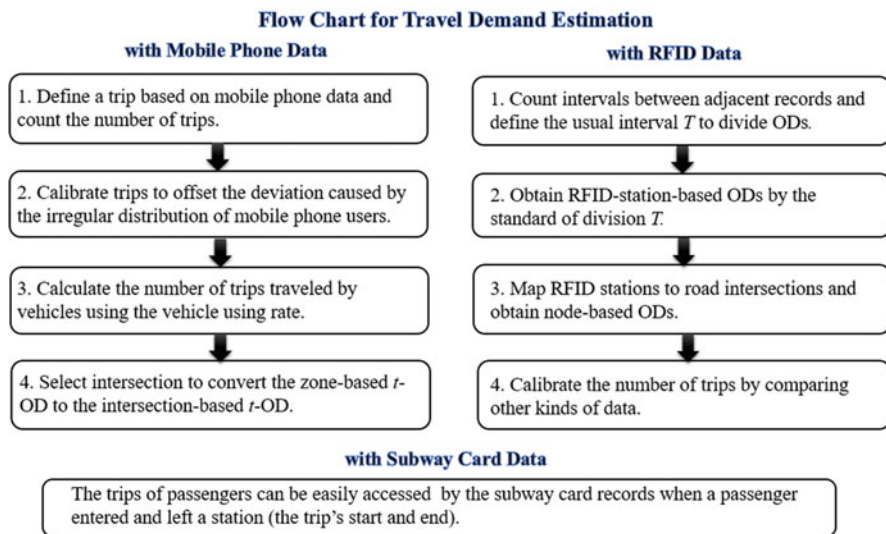 Flow Chart for Travel Demand Estimation
with Mobile Phone Data
1. Define a trip based on mobile phone data and
count the number of trips.
2. Calibrate trips to offset the deviation caused by
the irregular distribution of mobile phone users.
3. Calculate the number of trips traveled by
vehicles using the vehicle using rate.
4. Select intersection to convert the zone-based t-
OD to the intersection-based t-OD.
with RFID Data
1. Count intervals between adjacent records and
define the usual interval T to divide ODs.
2. Obtain RFID-station-based ODs by the
standard of division T.
3. Map RFID stations to road intersections and
obtain node-based ODs.
4. Calibrate the number of trips by comparing
other kinds of data.
with Subway Card Data
The trips of passengers can be easily accessed by the subway card records when a passenger
entered and left a station (the trip's start and end).